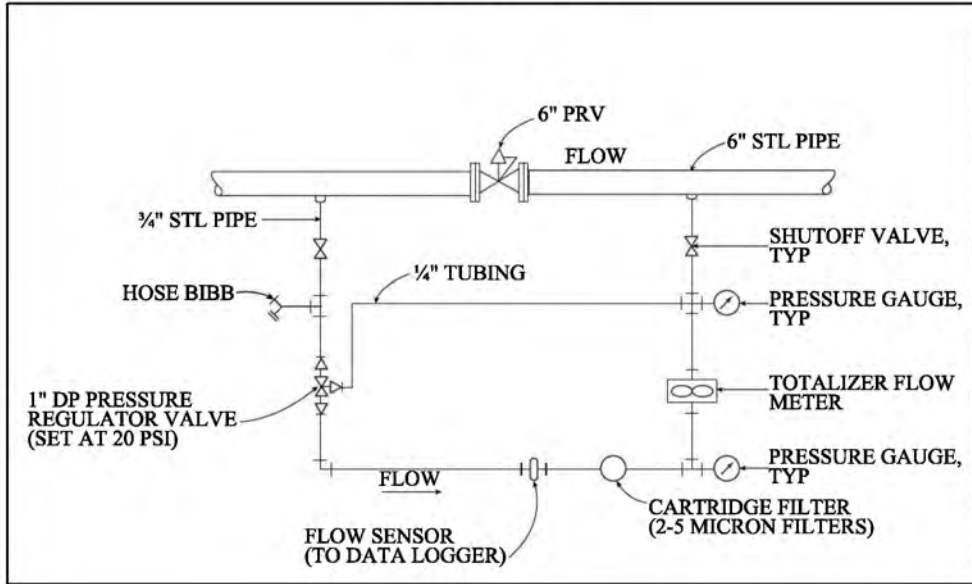 6" PRV
FLOW
6" STL PIPE
¾" STL PIPE
SHUTOFF VALVE,
TYP
¼" TUBING
HOSE BIBB
PRESSURE GAUGE,
TYP
1" DP PRESSURE
REGULATOR VALVE
(SET AT 20 PSI)
TOTALIZER FLOW
METER
FLOW
PRESSURE GAUGE,
TYP
FLOW SENSOR
(TO DATA LOGGER)
CARTRIDGE FILTER
(2-5 MICRON FILTERS)